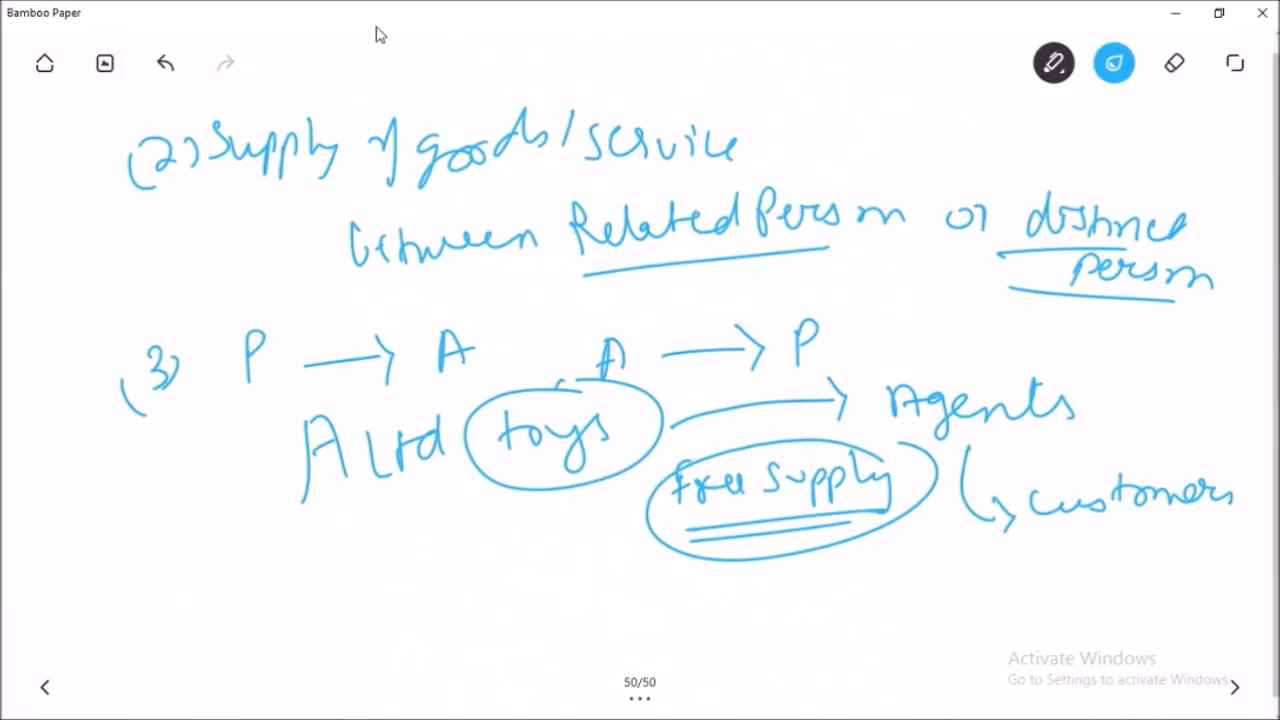 Bamboo Paper
(2) Supply of goods/service
between Related Person or distinct
person
(3) P → A A → P
A Ltd toys → Agents
free supply
↳ customers
50/50
Activate Windows
Go to Settings to activate Windows.